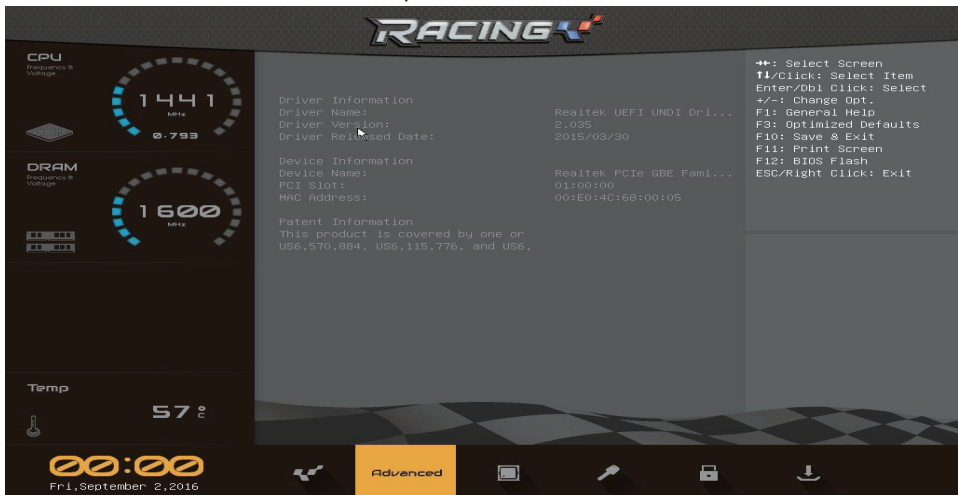 RACING
CPU
Frequency &
Voltage
1441
MHz
0.793
DRAM
Frequency &
Voltage
1600
MHz
Temp
57 °C
00:00
Fri,September 2,2016
Driver Information
Driver Name: Realtek UEFI UNDI Dri...
Driver Version: 2.035
Driver Released Date: 2015/03/30
Device Information
Device Name: Realtek PCIe GBE Fami...
PCI Slot: 01:00:00
MAC Address: 00:E0:4C:68:00:05
Patent Information
This product is covered by one or
US6,570,884, US6,115,776, and US6,
→←: Select Screen
↑↓/Click: Select Item
Enter/Dbl Click: Select
+/-: Change Opt.
F1: General Help
F3: Optimized Defaults
F10: Save & Exit
F11: Print Screen
F12: BIOS Flash
ESC/Right Click: Exit
Advanced